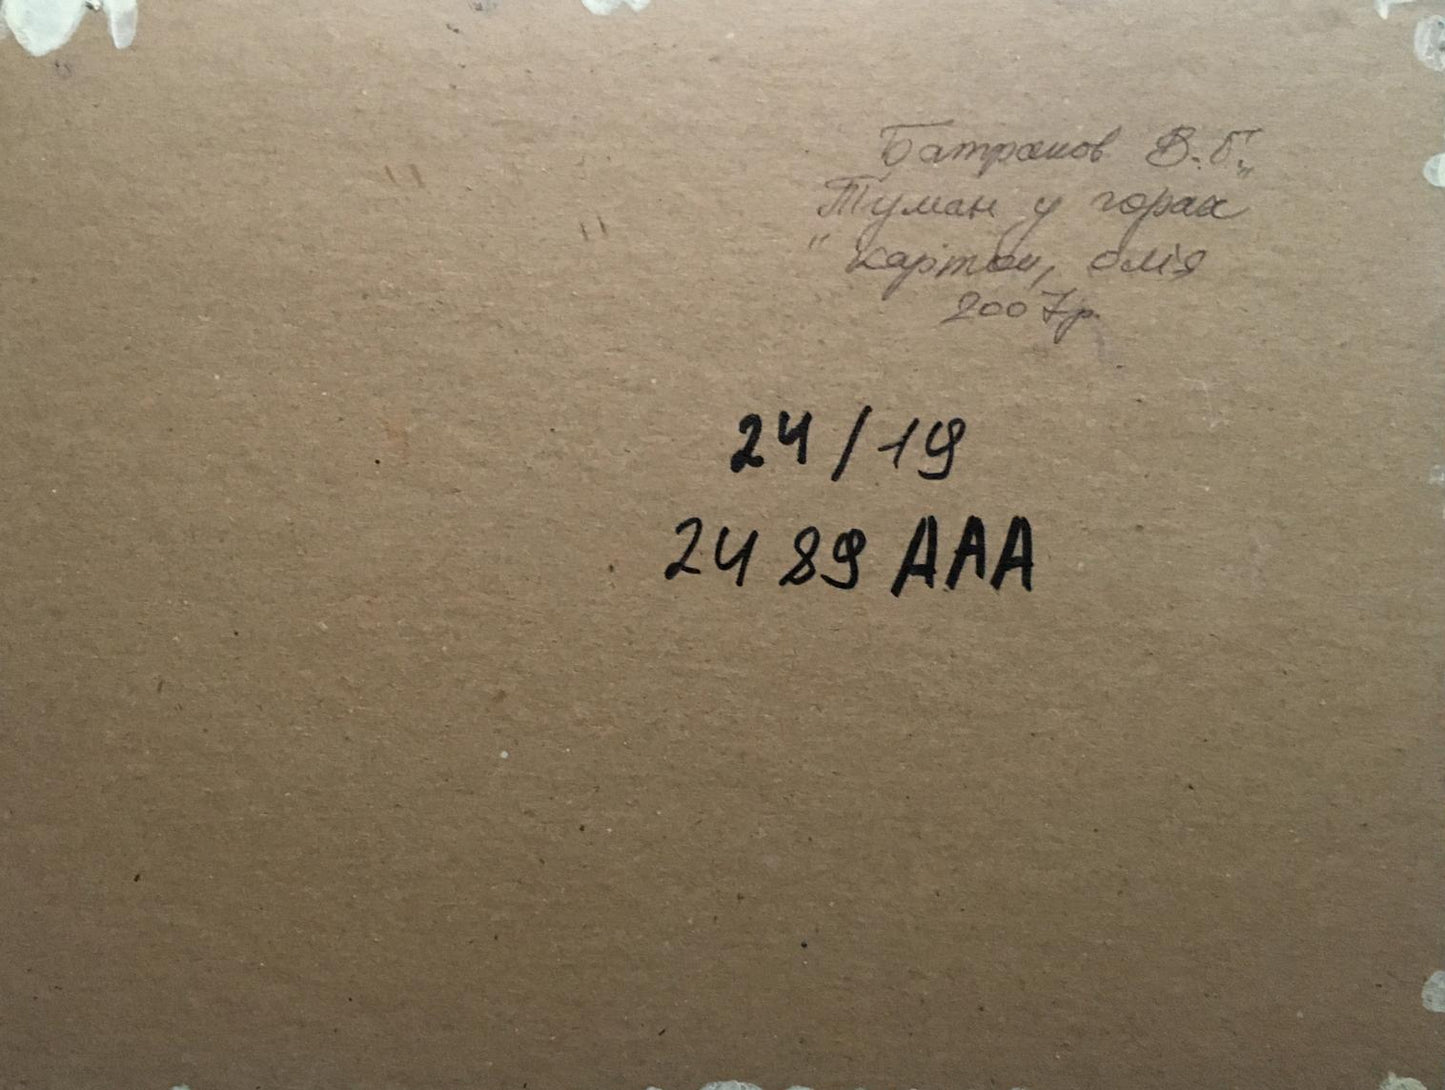 Батраков В.Б.
„Туман у горах
" картон, олія
2007р.
24/19
2489 AAA